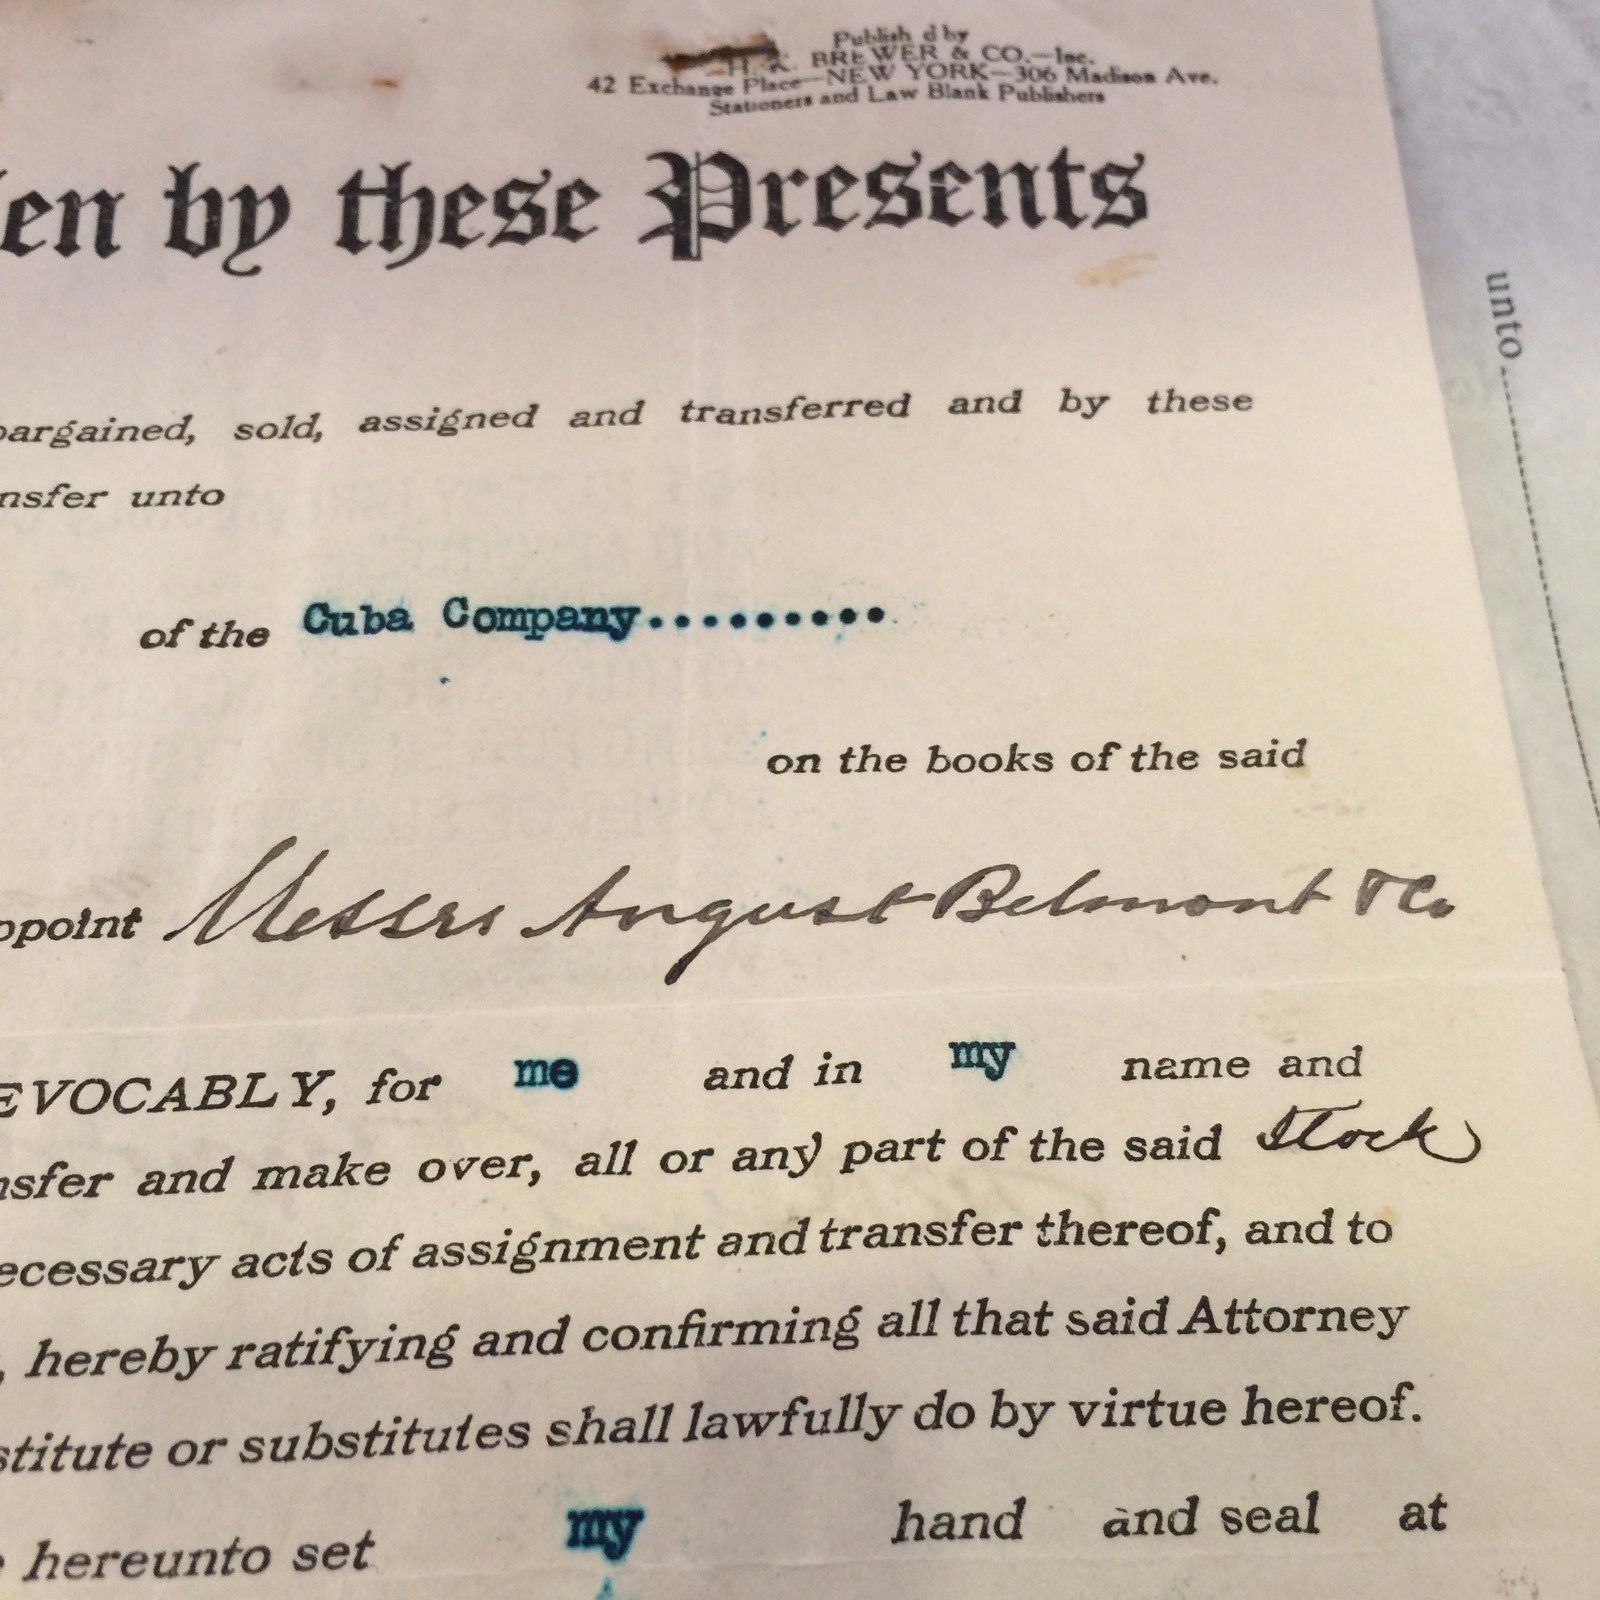 Publish d by
BREWER & CO.—Inc.
42 Exchange Place—NEW YORK—306 Madison Ave.
Stationers and Law Blank Publishers
en by these Presents
bargained, sold, assigned and transferred and by these
nsfer unto
of the Cuba Company..........
on the books of the said
ppoint Messrs August Belmont & Co
EVOCABLY, for me and in my name and
nsfer and make over, all or any part of the said Stock
ecessary acts of assignment and transfer thereof, and to
, hereby ratifying and confirming all that said Attorney
stitute or substitutes shall lawfully do by virtue hereof.
e hereunto set my hand and seal at
unto